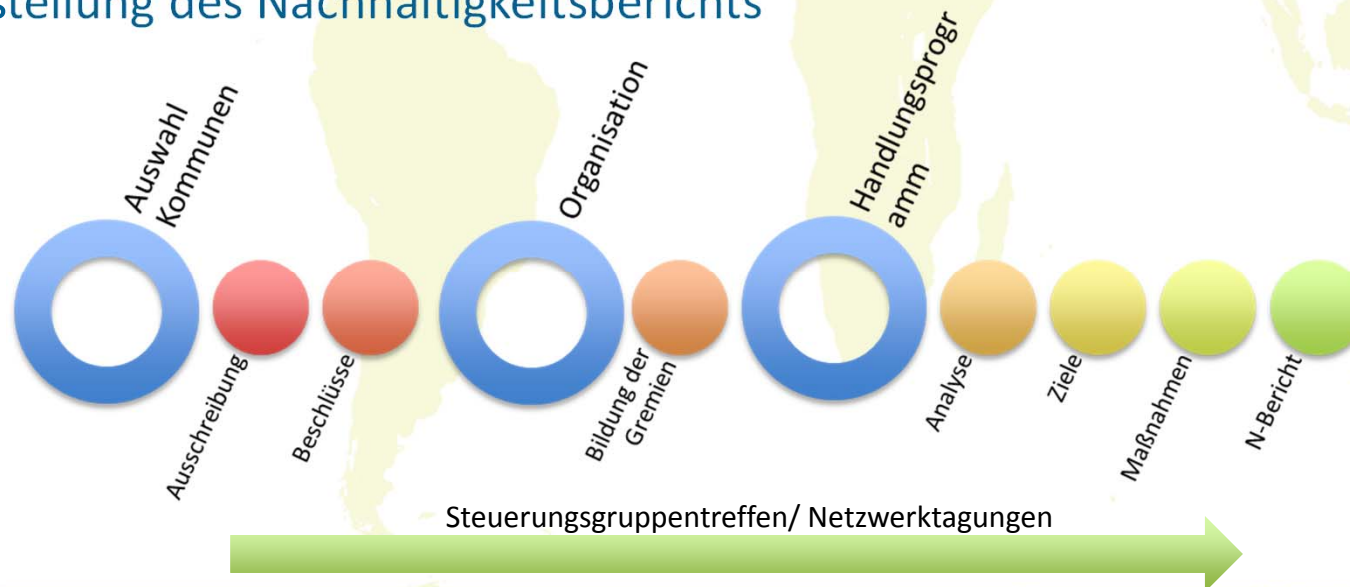 stellung des Nachhaltigkeitsberichts
Auswahl
Kommunen
Organisation
Handlungsprogr
amm
Ausschreibung
Beschlüsse
Bildung der
Gremien
Analyse
Ziele
Maßnahmen
N-Bericht
Steuerungsgruppentreffen/ Netzwerktagungen